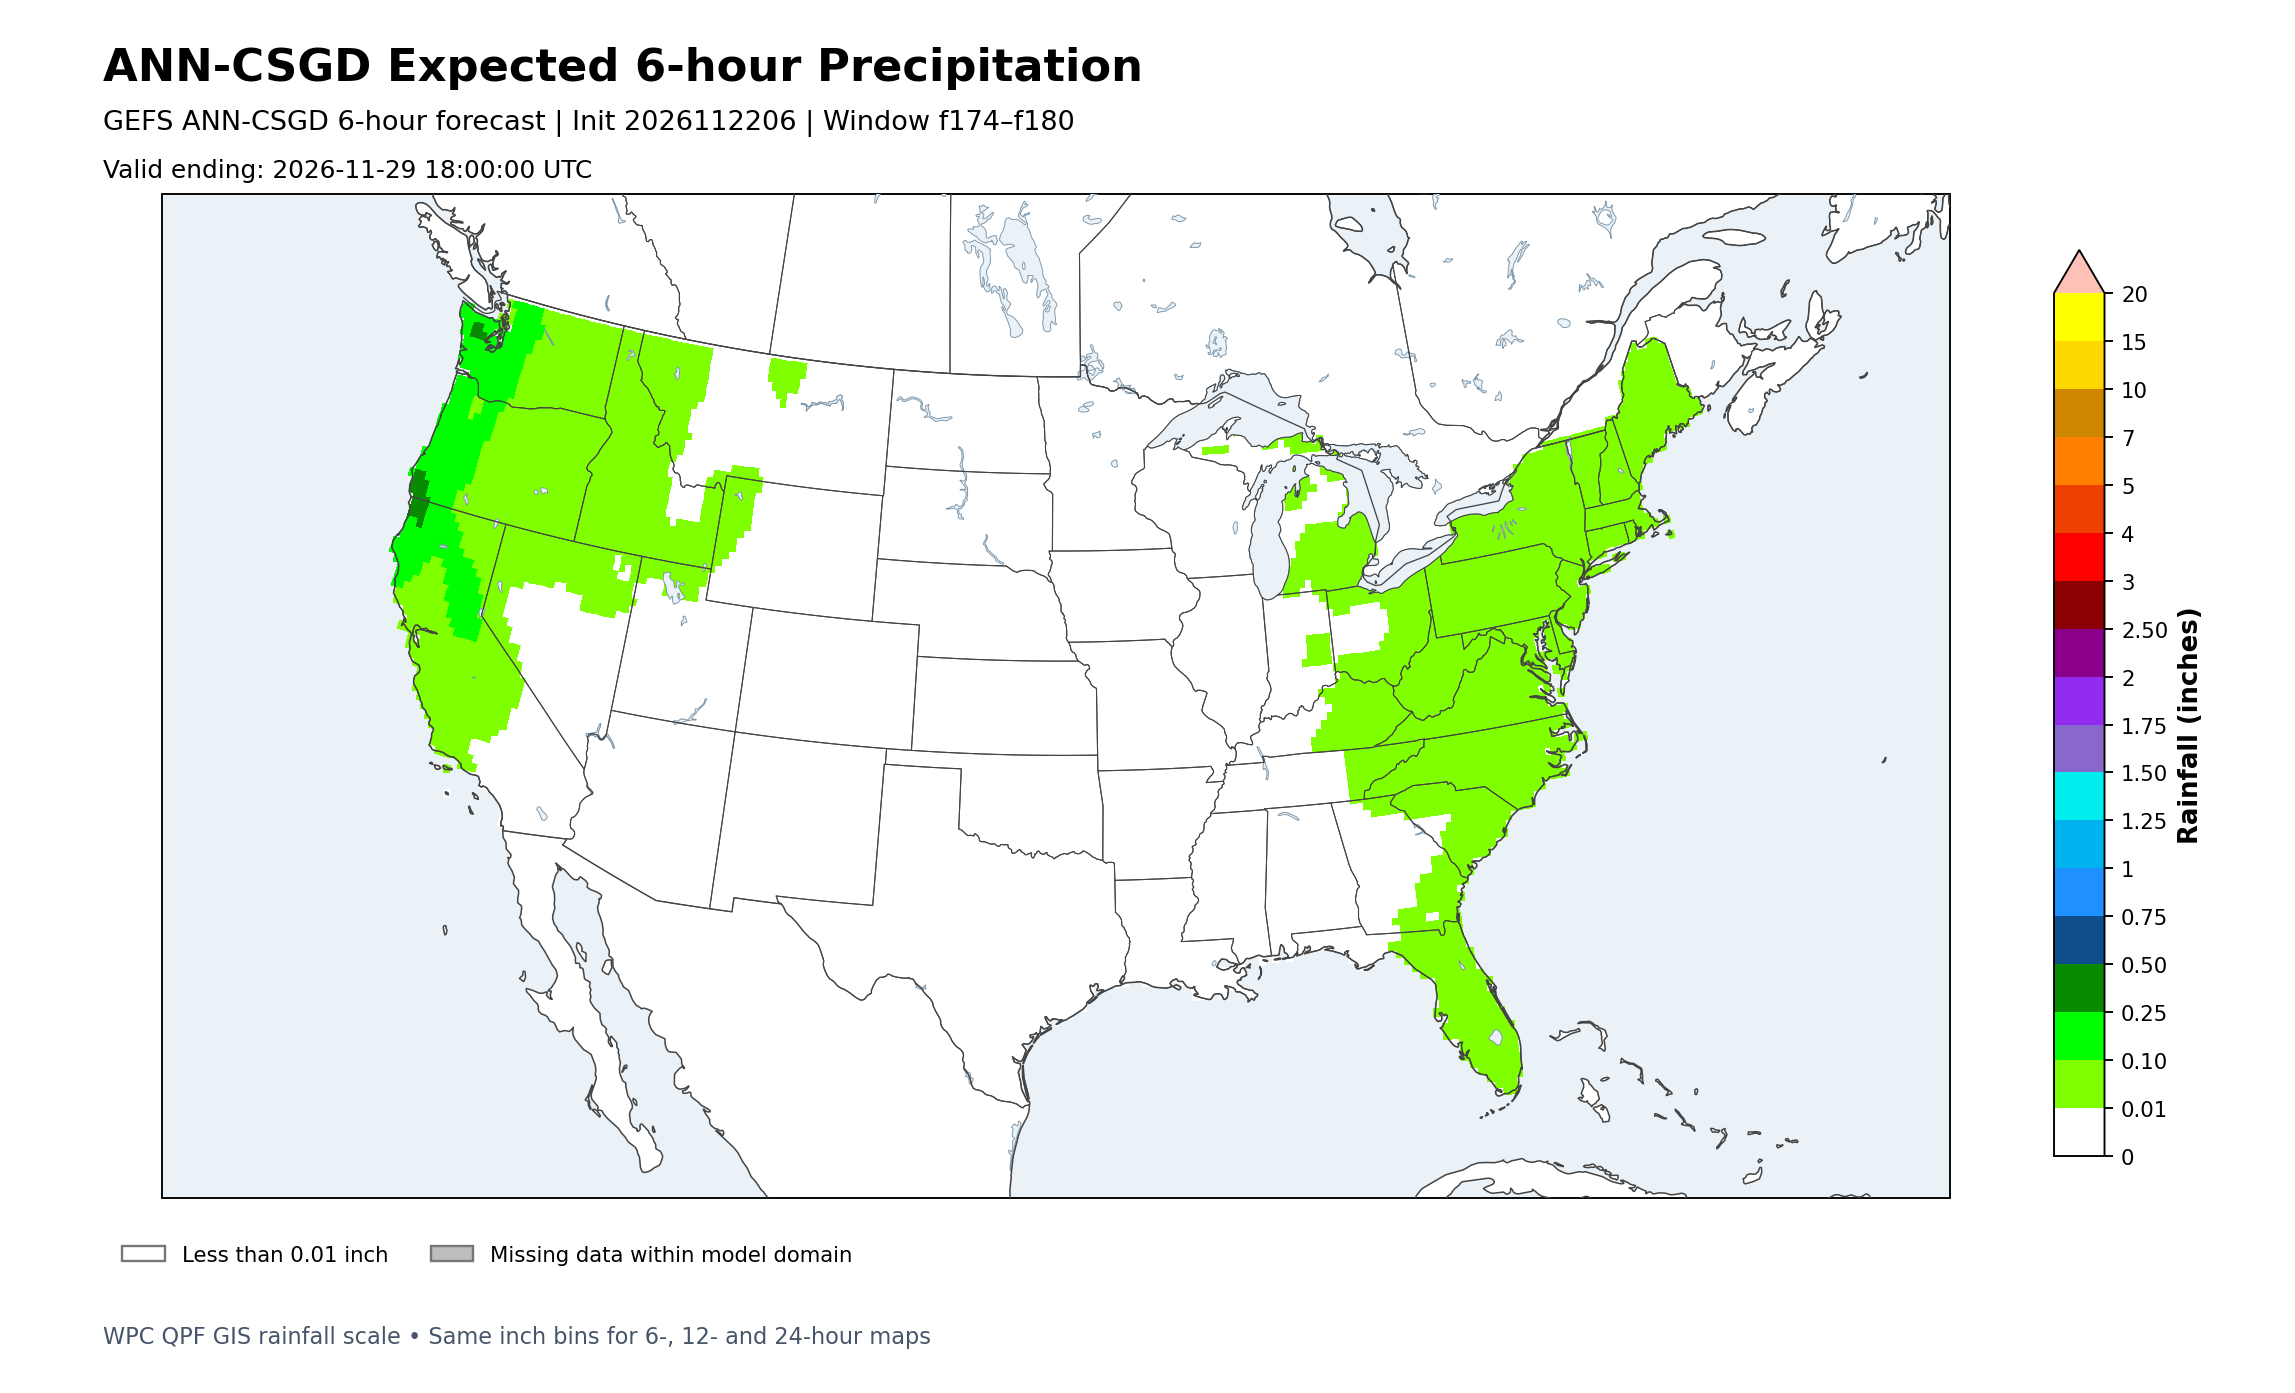 ANN-CSGD Expected 6-hour Precipitation
GEFS ANN-CSGD 6-hour forecast | Init 2026112206 | Window f174–f180
Valid ending: 2026-11-29 18:00:00 UTC
20
15
10
7
5
4
3
2.50
2
1.75
1.50
1.25
1
0.75
0.50
0.25
0.10
0.01
0
Rainfall (inches)
Less than 0.01 inch
Missing data within model domain
WPC QPF GIS rainfall scale • Same inch bins for 6-, 12- and 24-hour maps